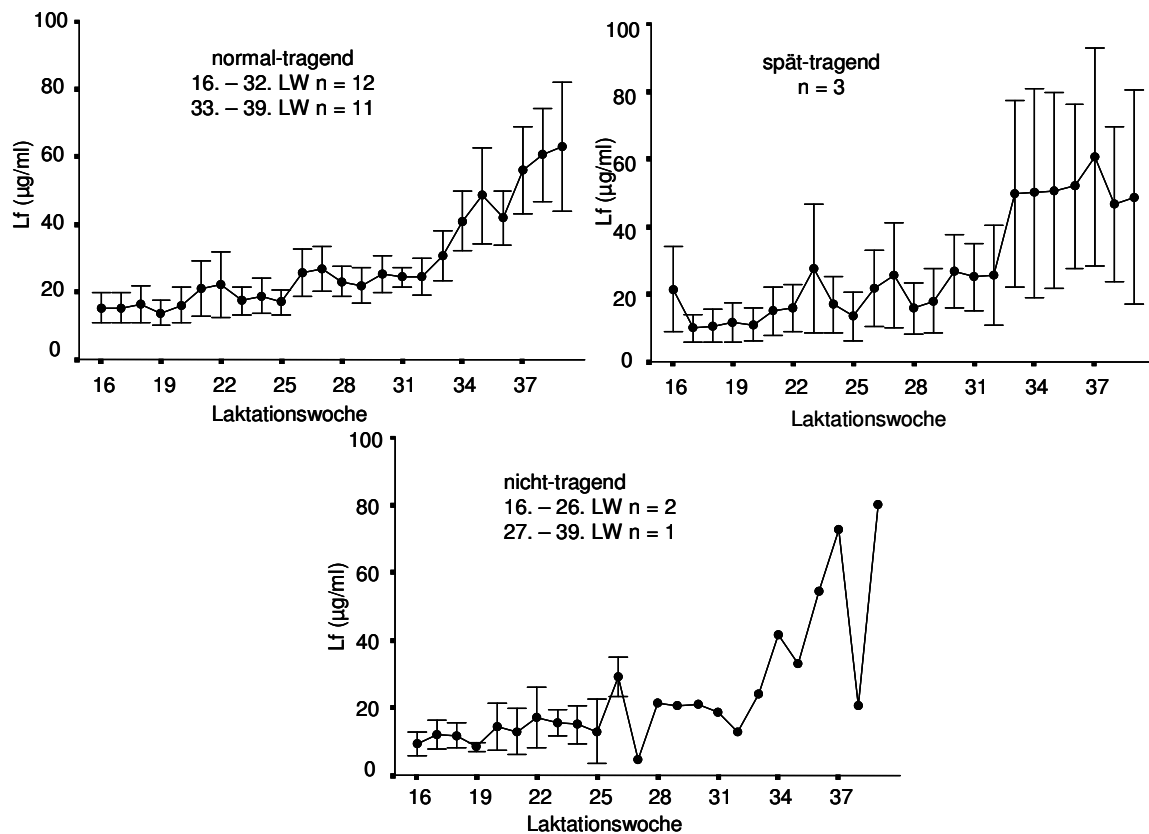 100
80
60
40
20
0
Lf (µg/ml)
normal-tragend
16. – 32. LW n = 12
33. – 39. LW n = 11
16 19 22 25 28 31 34 37
Laktationswoche
100
80
60
40
20
0
Lf (µg/ml)
spät-tragend
n = 3
16 19 22 25 28 31 34 37
Laktationswoche
100
80
60
40
20
0
Lf (µg/ml)
nicht-tragend
16. – 26. LW n = 2
27. – 39. LW n = 1
16 19 22 25 28 31 34 37
Laktationswoche